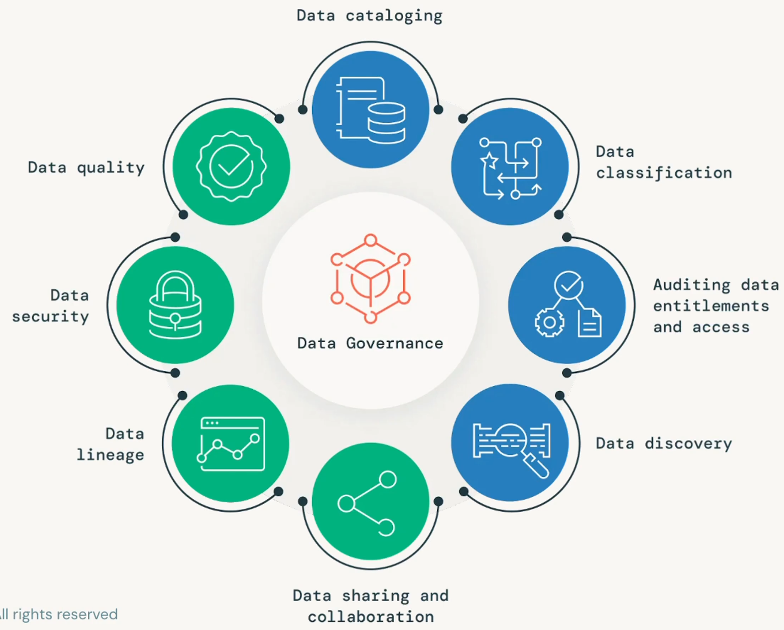 Data cataloging
Data
classification
Auditing data
entitlements
and access
Data discovery
Data sharing and
collaboration
Data
lineage
Data
security
Data quality
Data Governance
All rights reserved